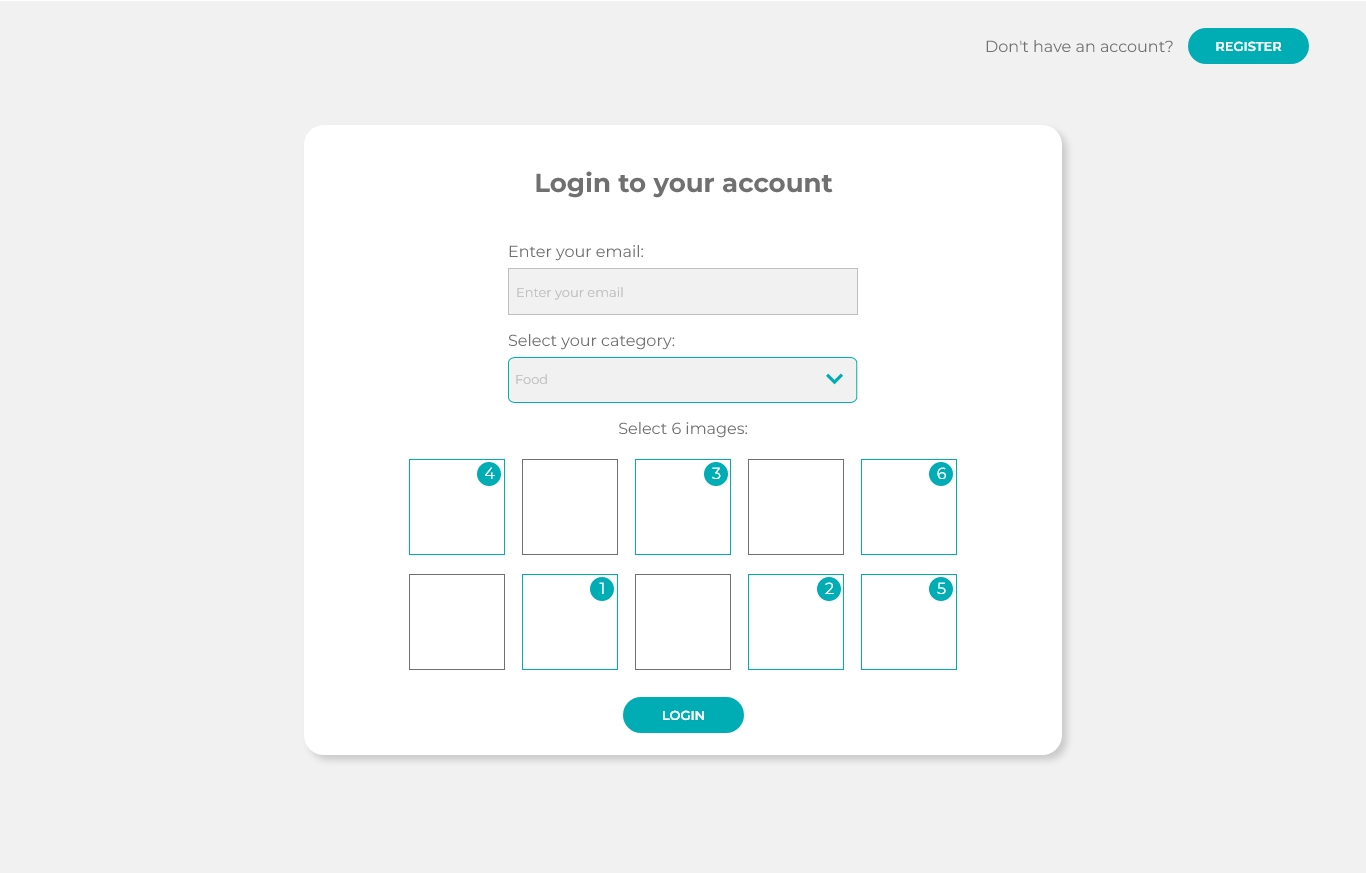 Don't have an account? REGISTER
Login to your account
Enter your email:
Enter your email
Select your category:
Food
Select 6 images:
4 3 6
1 2 5
LOGIN